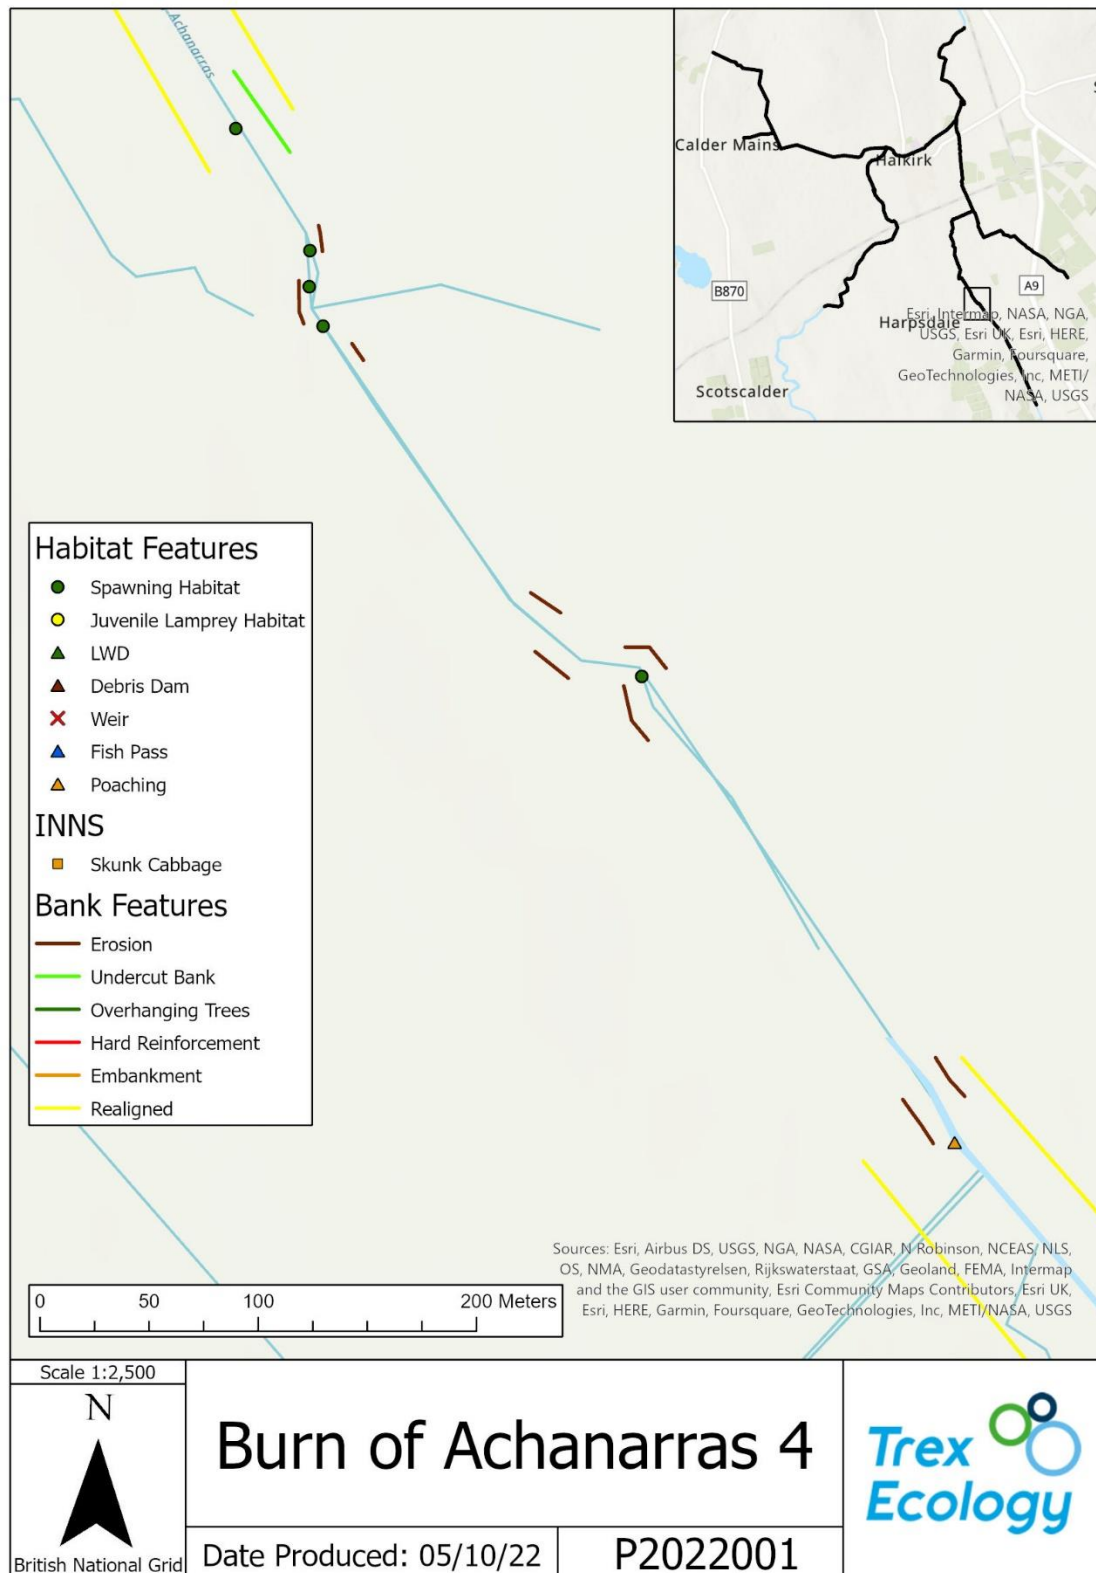 Achanarras
Calder Mains
Halkirk
B870
A9
Harpsdale
Scotscalder
Esri, Intermap, NASA, NGA,
USGS, Esri UK, Esri, HERE,
Garmin, Foursquare,
GeoTechnologies, Inc, METI/
NASA, USGS
S
Habitat Features
Spawning Habitat
Juvenile Lamprey Habitat
LWD
Debris Dam
Weir
Fish Pass
Poaching
INNS
Skunk Cabbage
Bank Features
Erosion
Undercut Bank
Overhanging Trees
Hard Reinforcement
Embankment
Realigned
Sources: Esri, Airbus DS, USGS, NGA, NASA, CGIAR, N Robinson, NCEAS, NLS,
OS, NMA, Geodatastyrelsen, Rijkswaterstaat, GSA, Geoland, FEMA, Intermap
and the GIS user community, Esri Community Maps Contributors, Esri UK,
Esri, HERE, Garmin, Foursquare, GeoTechnologies, Inc, METI/NASA, USGS
0 50 100 200 Meters
Scale 1:2,500
N
British National Grid
Burn of Achanarras 4
Date Produced: 05/10/22
P2022001
Trex
Ecology